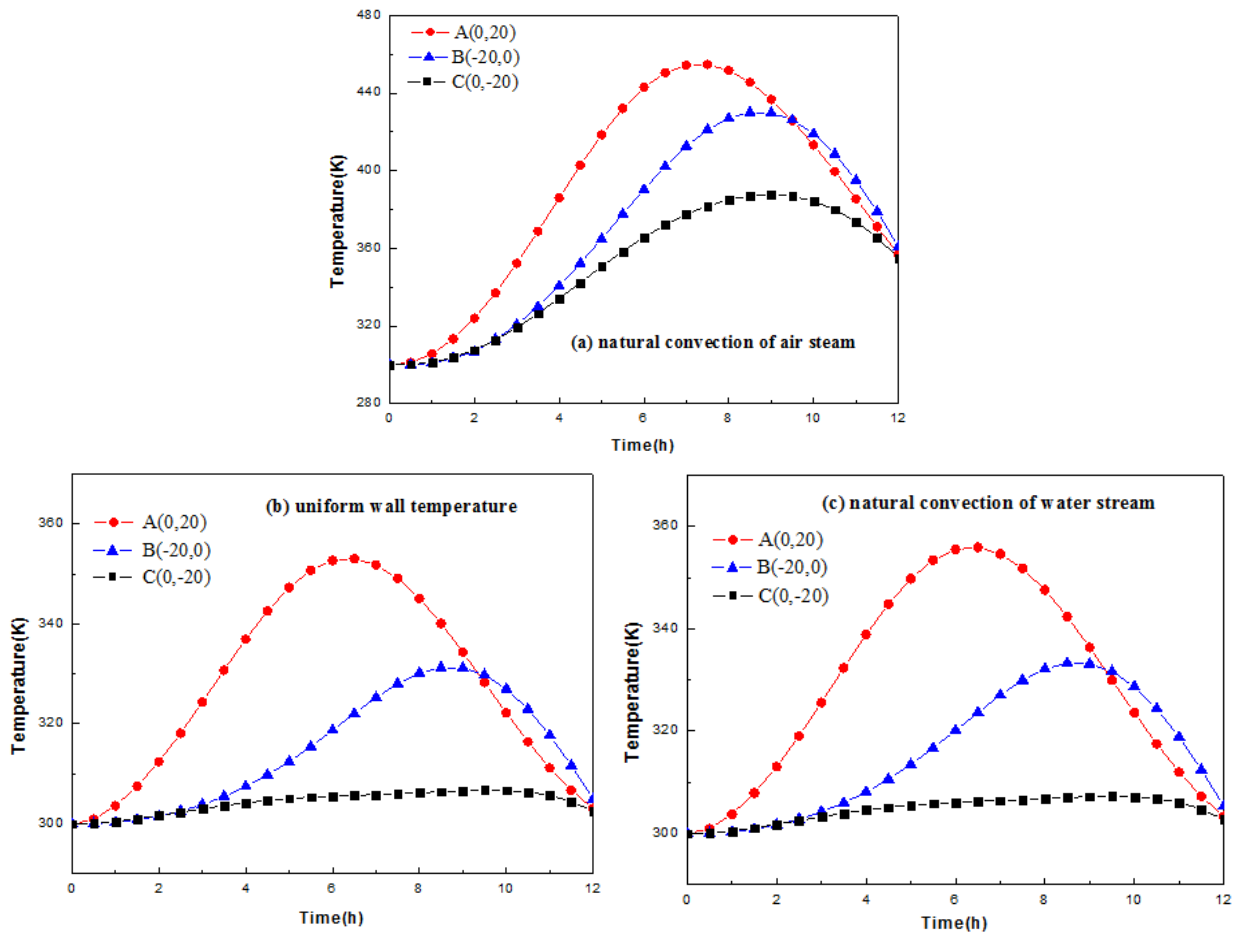 480
440
400
360
320
280
Temperature(K)
A(0,20)
B(-20,0)
C(0,-20)
(a) natural convection of air steam
0 2 4 6 8 10 12
Time(h)
360
340
320
300
Temperature(K)
(b) uniform wall temperature
A(0,20)
B(-20,0)
C(0,-20)
0 2 4 6 8 10 12
Time(h)
360
340
320
300
Temperature(K)
(c) natural convection of water stream
A(0,20)
B(-20,0)
C(0,-20)
0 2 4 6 8 10 12
Time(h)